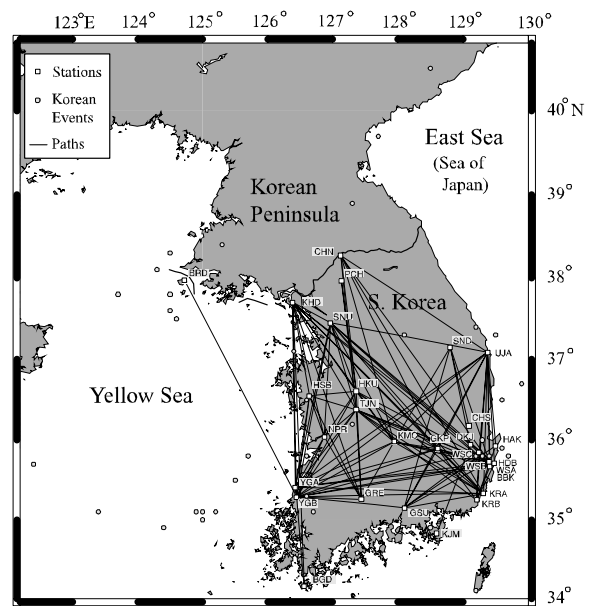 123°E 124° 125° 126° 127° 128° 129° 130°
Stations
Korean
Events
Paths
40°N
East Sea
(Sea of
Japan)
39°
Korean
Peninsula
CHN
38°
BRD
PCH
KHD
S. Korea
SNU
SND
UJA
37°
HSB
HKU
TJN
Yellow Sea
CHS
NPR
KMC
GKP
DKJ
HAK
36°
WSC
WSB
HDB
WSA
BBK
YGA
YGB
GRE
KRA
KRB
GSU
35°
KJM
BGD
34°